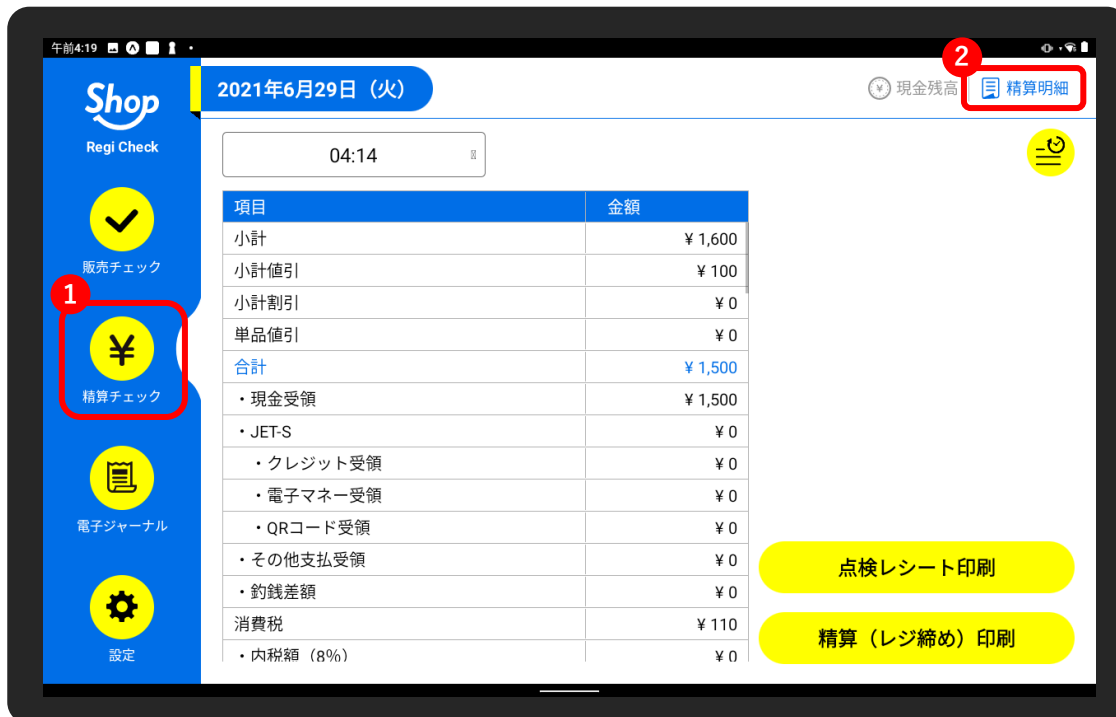 午前4:19
2
2021年6月29日（火）
現金残高
精算明細
Shop
Regi Check
04:14
項目 金額
小計 ¥ 1,600
小計値引 ¥ 100
小計割引 ¥ 0
単品値引 ¥ 0
合計 ¥ 1,500
・現金受領 ¥ 1,500
・JET-S ¥ 0
・クレジット受領 ¥ 0
・電子マネー受領 ¥ 0
・QRコード受領 ¥ 0
・その他支払受領 ¥ 0
・釣銭差額 ¥ 0
消費税 ¥ 110
・内税額（8%） ¥ 0
販売チェック
1
¥
精算チェック
電子ジャーナル
設定
点検レシート印刷
精算（レジ締め）印刷